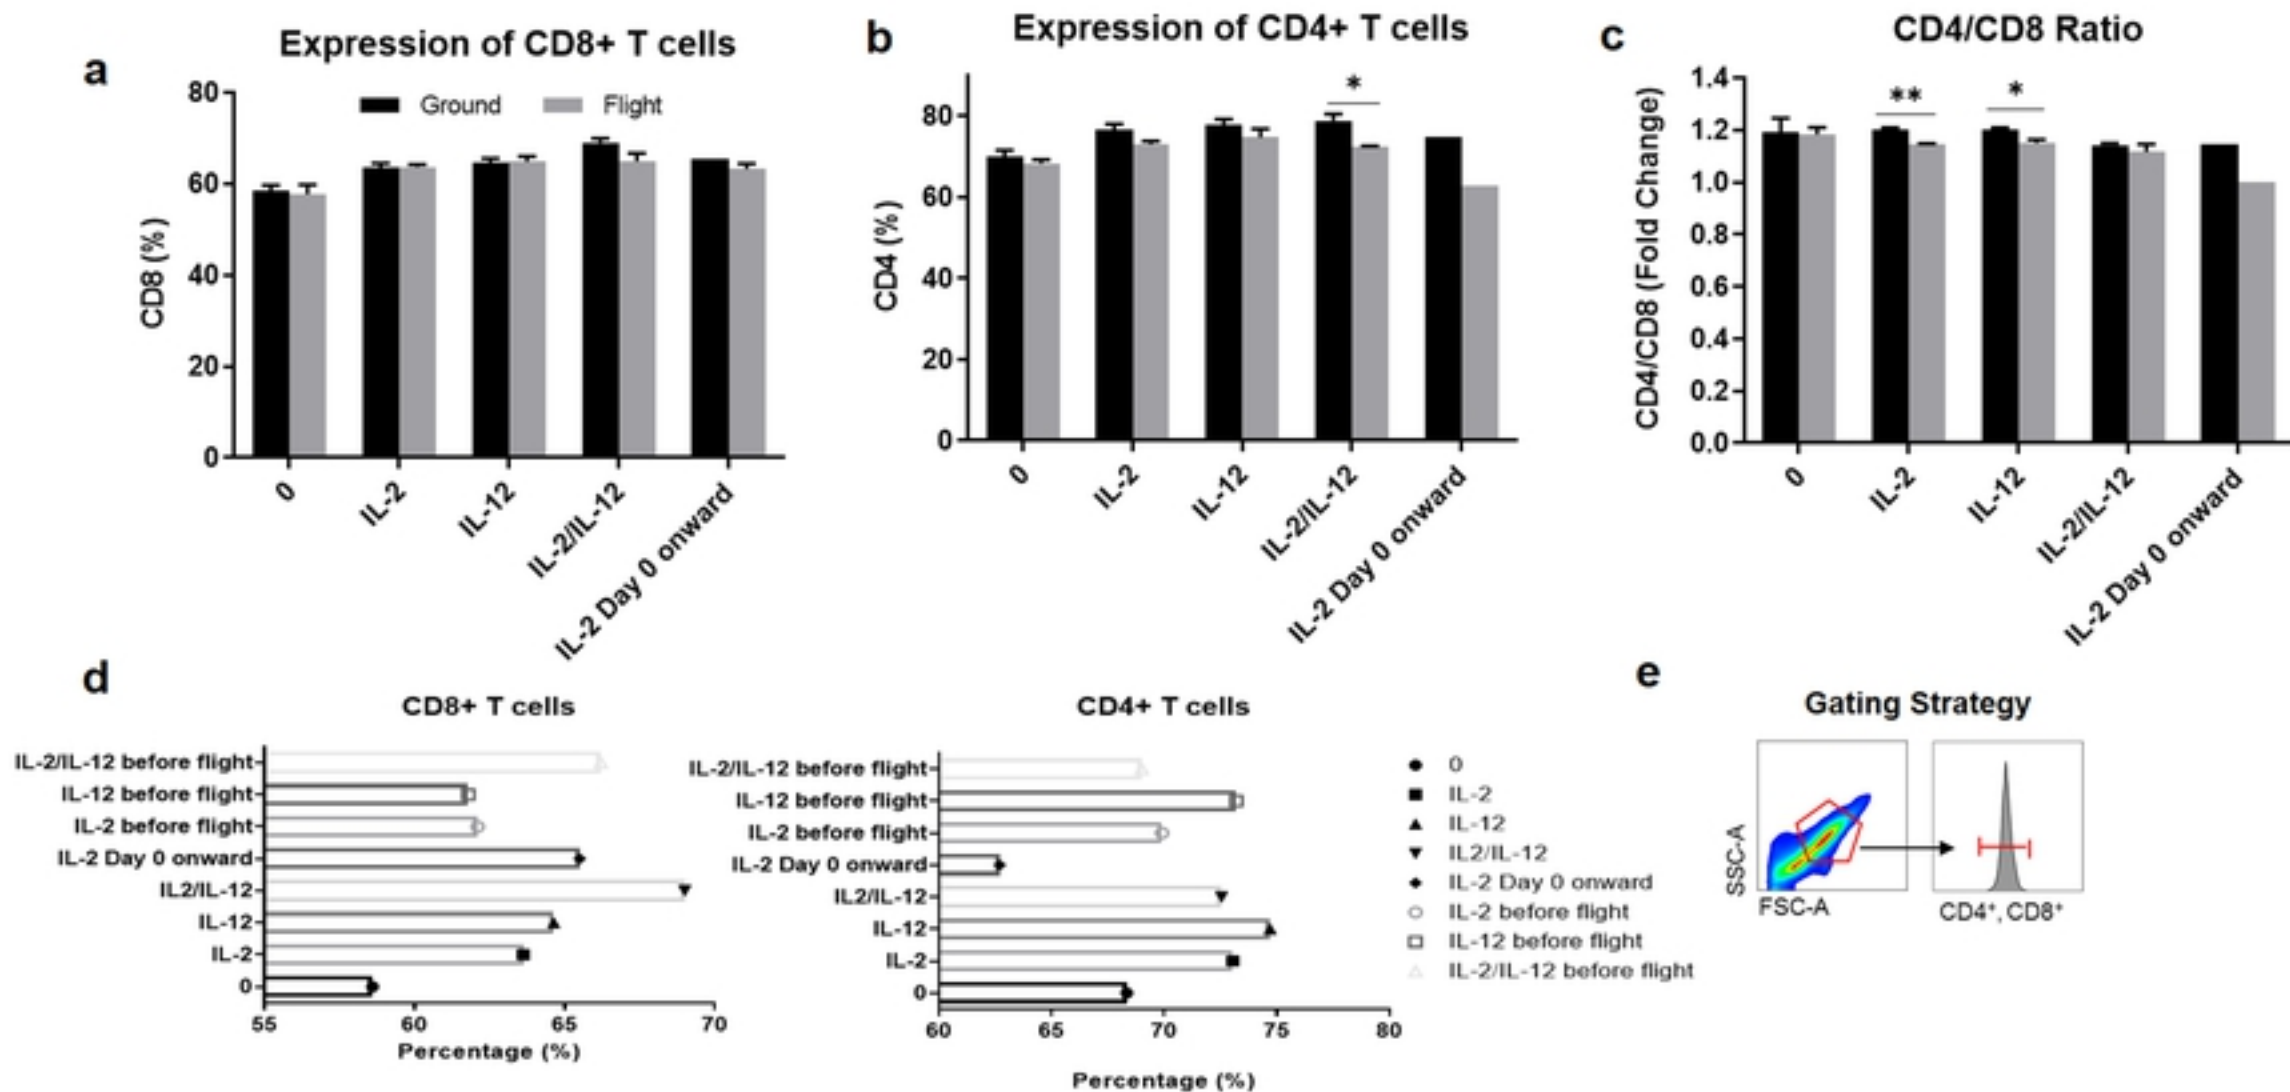 a
Expression of CD8+ T cells
Ground
Flight
CD8 (%)
80
60
40
20
0
0
IL-2
IL-12
IL-2/IL-12
IL-2 Day 0 onward
b
Expression of CD4+ T cells
*
CD4 (%)
80
60
40
20
0
0
IL-2
IL-12
IL-2/IL-12
IL-2 Day 0 onward
c
CD4/CD8 Ratio
**
*
CD4/CD8 (Fold Change)
1.4
1.2
1.0
0.8
0.6
0.4
0.2
0.0
0
IL-2
IL-12
IL-2/IL-12
IL-2 Day 0 onward
d
CD8+ T cells
IL-2/IL-12 before flight
IL-12 before flight
IL-2 before flight
IL-2 Day 0 onward
IL2/IL-12
IL-12
IL-2
0
55 60 65 70
Percentage (%)
CD4+ T cells
IL-2/IL-12 before flight
IL-12 before flight
IL-2 before flight
IL-2 Day 0 onward
IL2/IL-12
IL-12
IL-2
0
60 65 70 75 80
Percentage (%)
0
IL-2
IL-12
IL2/IL-12
IL-2 Day 0 onward
IL-2 before flight
IL-12 before flight
IL-2/IL-12 before flight
e
Gating Strategy
SSC-A
FSC-A
CD4⁺, CD8⁺